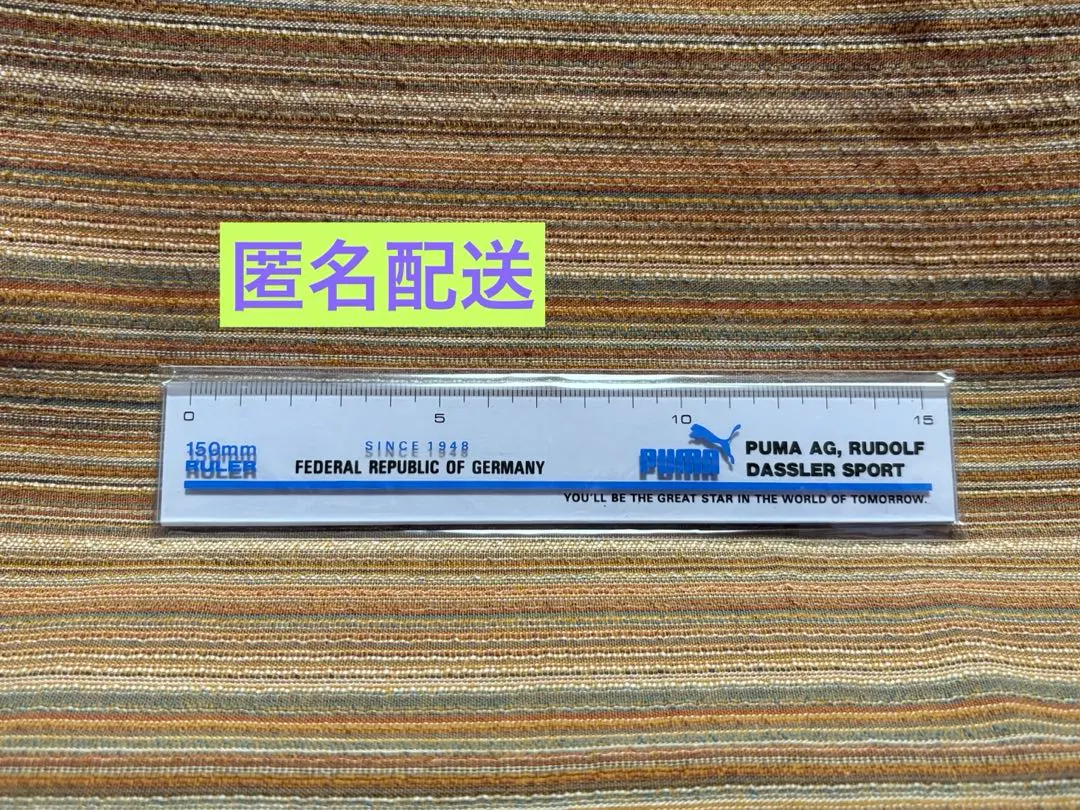 匿名配送
0 5 10 15
150mm
RULER
SINCE 1948
FEDERAL REPUBLIC OF GERMANY
PUMA
PUMA AG, RUDOLF
DASSLER SPORT
YOU'LL BE THE GREAT STAR IN THE WORLD OF TOMORROW.